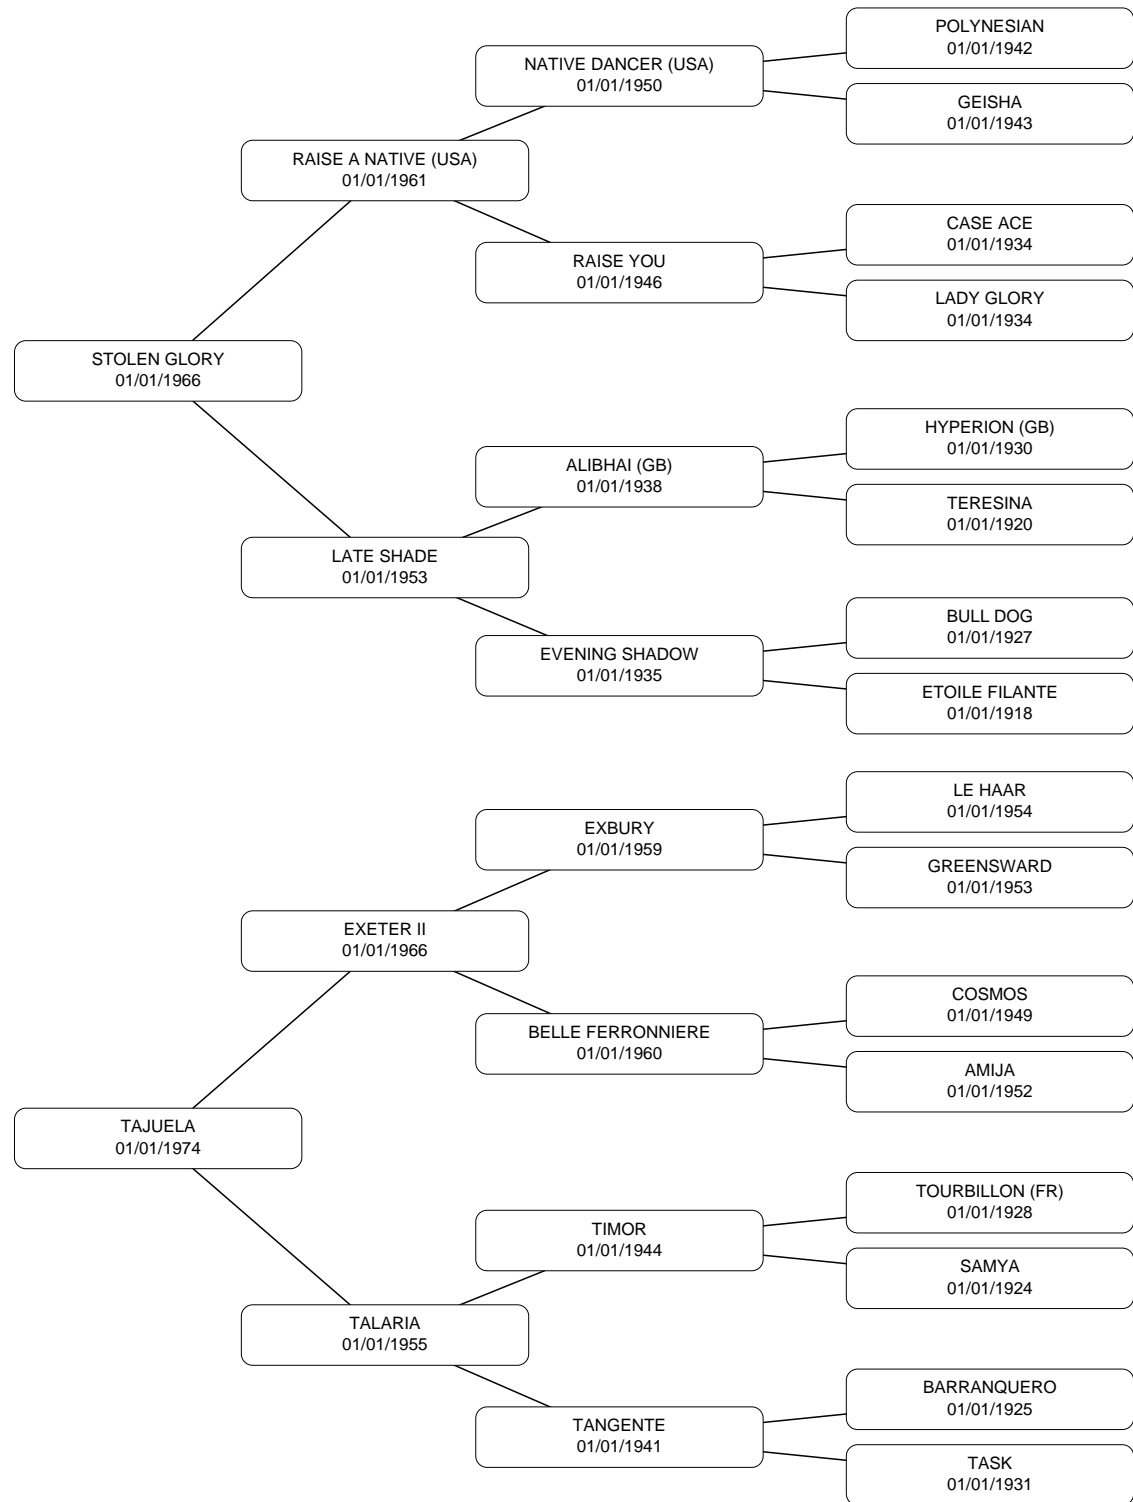 POLYNESIAN
01/01/1942
NATIVE DANCER (USA)
01/01/1950
GEISHA
01/01/1943
RAISE A NATIVE (USA)
01/01/1961
CASE ACE
01/01/1934
RAISE YOU
01/01/1946
LADY GLORY
01/01/1934
STOLEN GLORY
01/01/1966
HYPERION (GB)
01/01/1930
ALIBHAI (GB)
01/01/1938
TERESINA
01/01/1920
LATE SHADE
01/01/1953
BULL DOG
01/01/1927
EVENING SHADOW
01/01/1935
ETOILE FILANTE
01/01/1918
LE HAAR
01/01/1954
EXBURY
01/01/1959
GREENSWARD
01/01/1953
EXETER II
01/01/1966
COSMOS
01/01/1949
BELLE FERRONNIERE
01/01/1960
AMIJA
01/01/1952
TAJUELA
01/01/1974
TOURBILLON (FR)
01/01/1928
TIMOR
01/01/1944
SAMYA
01/01/1924
TALARIA
01/01/1955
BARRANQUERO
01/01/1925
TANGENTE
01/01/1941
TASK
01/01/1931